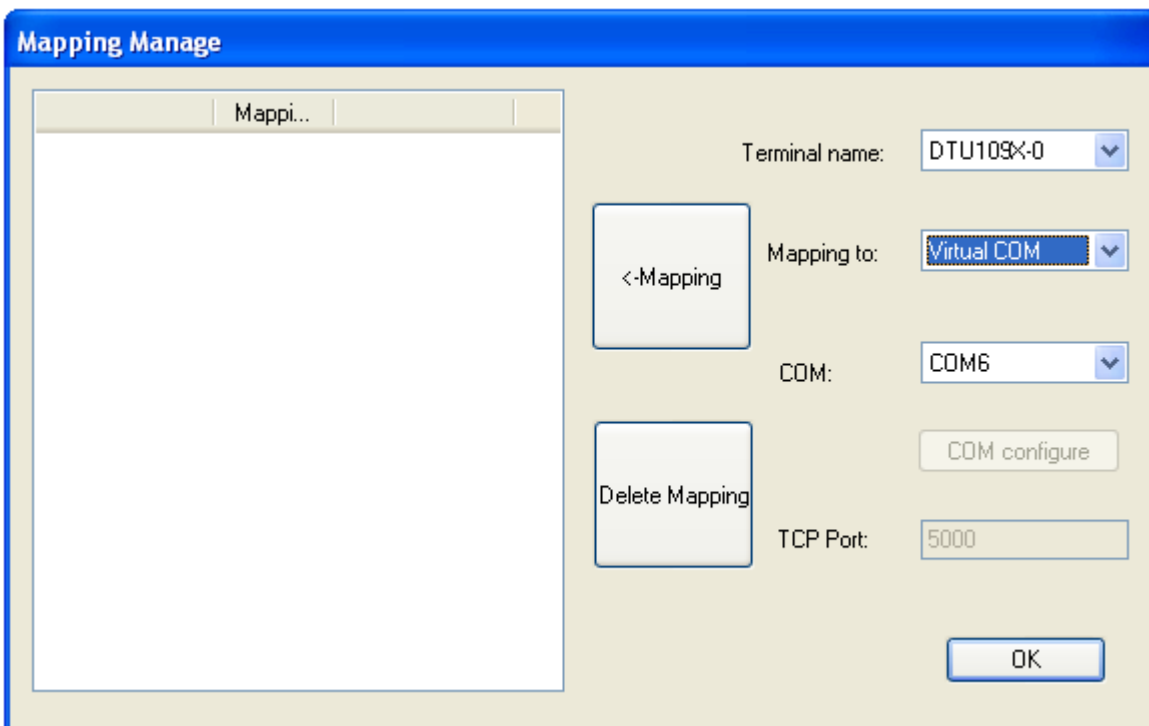 Mapping Manage
Mappi...
Terminal name:
DTU109X-0
<-Mapping
Mapping to:
Virtual COM
COM:
COM6
COM configure
Delete Mapping
TCP Port:
5000
OK